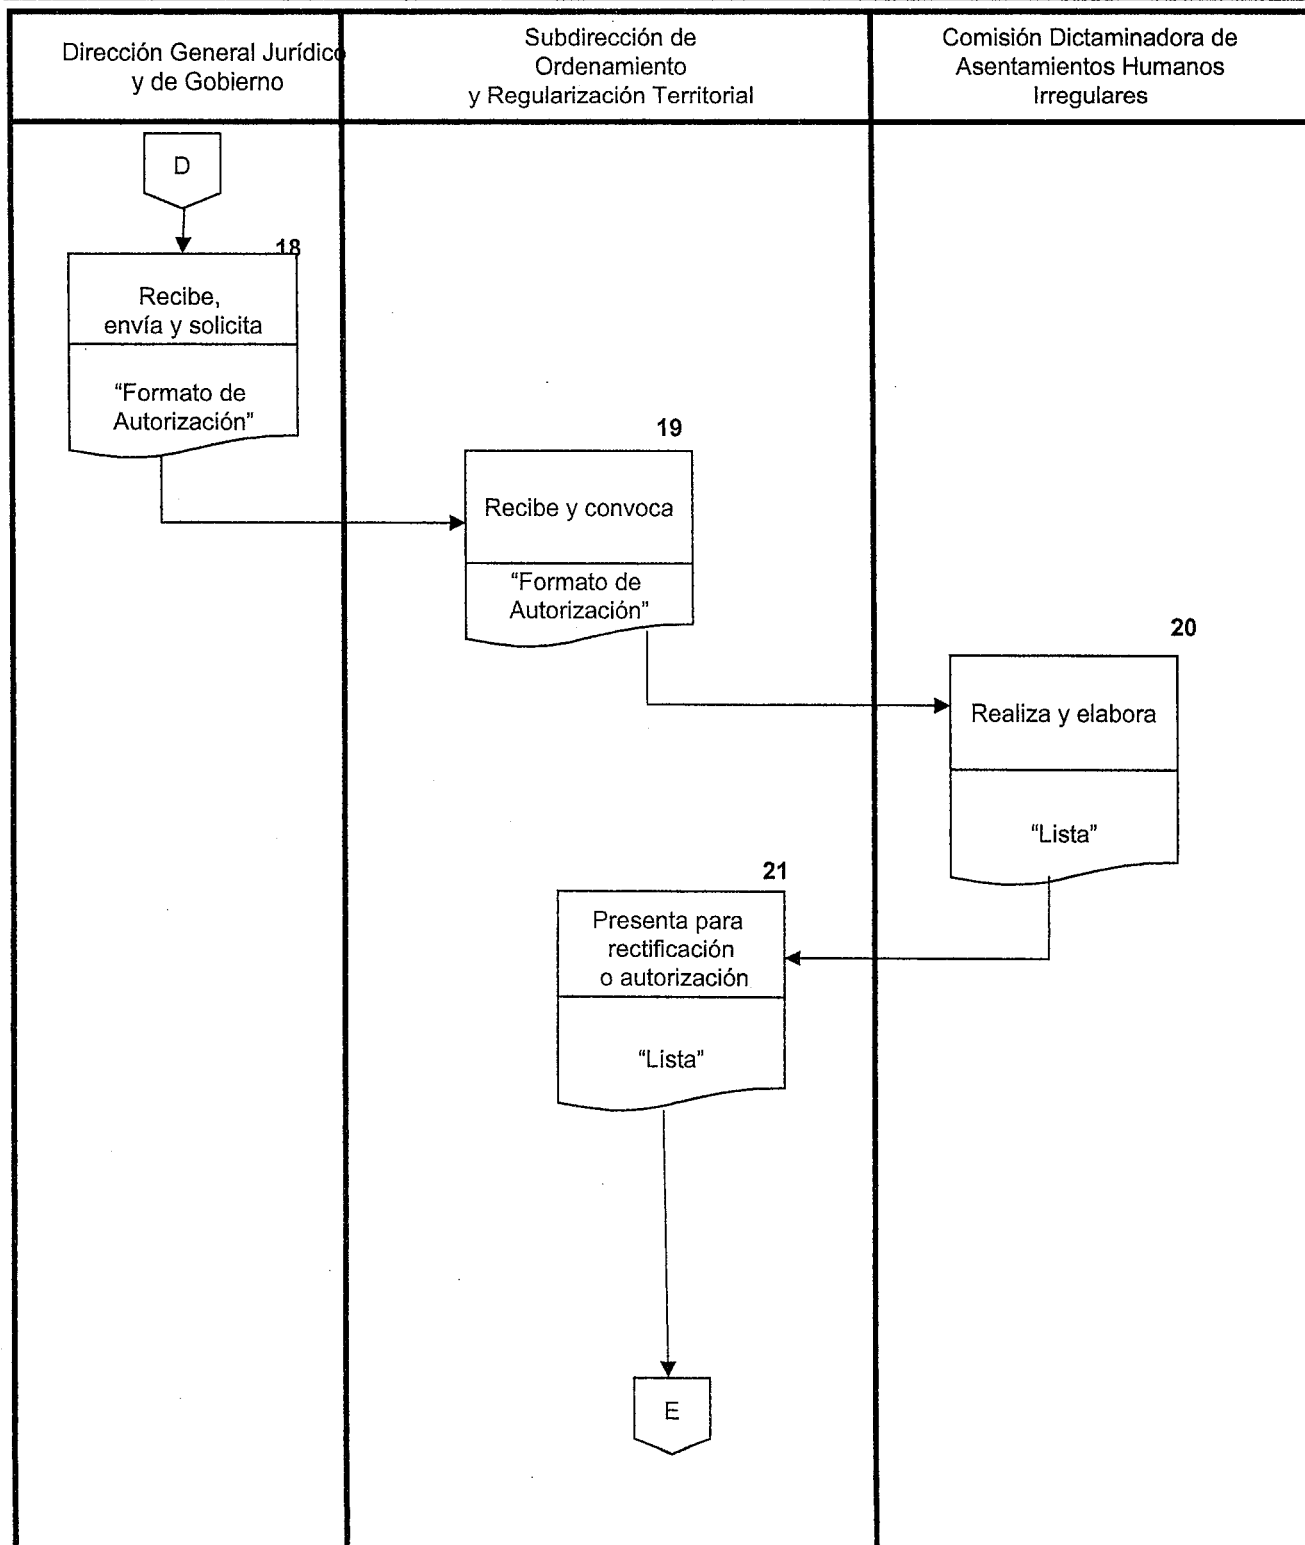 Dirección General Jurídico
y de Gobierno
Subdirección de
Ordenamiento
y Regularización Territorial
Comisión Dictaminadora de
Asentamientos Humanos
Irregulares
D
18
Recibe,
envía y solicita
“Formato de
Autorización”
19
Recibe y convoca
“Formato de
Autorización”
20
Realiza y elabora
“Lista”
21
Presenta para
rectificación
o autorización
“Lista”
E